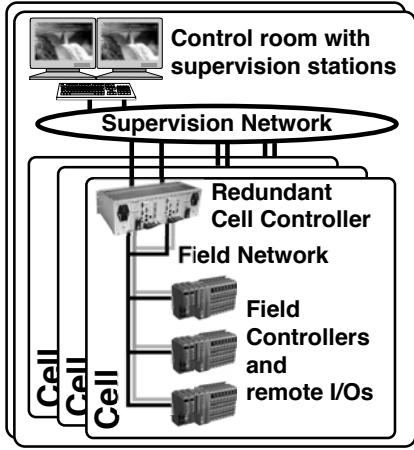 Control room with
supervision stations
Supervision Network
Redundant
Cell Controller
Field Network
Field
Controllers
and
remote I/Os
Cell
Cell
Cell